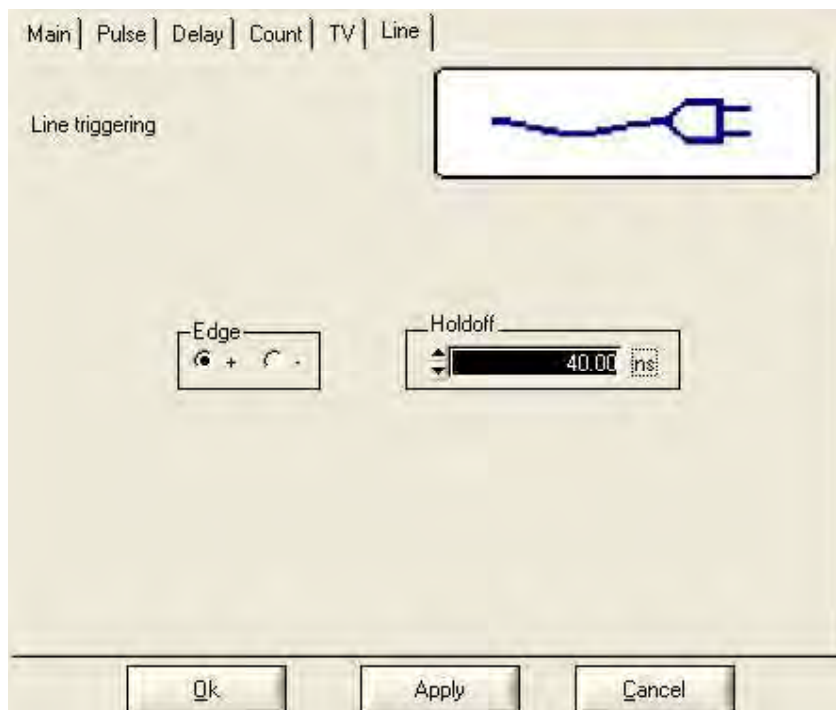 Main Pulse Delay Count TV Line
Line triggering
Edge
+ -
Holdoff
40.00 ns
Ok Apply Cancel